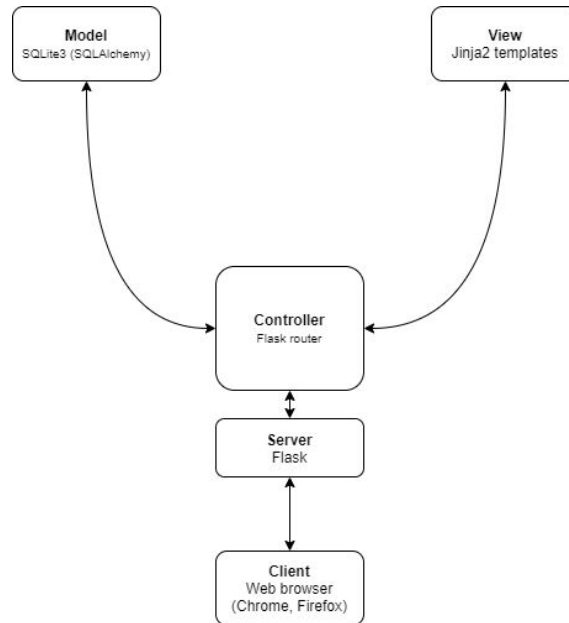 Model
SQLite3 (SQLAlchemy)
View
Jinja2 templates
Controller
Flask router
Server
Flask
Client
Web browser
(Chrome, Firefox)